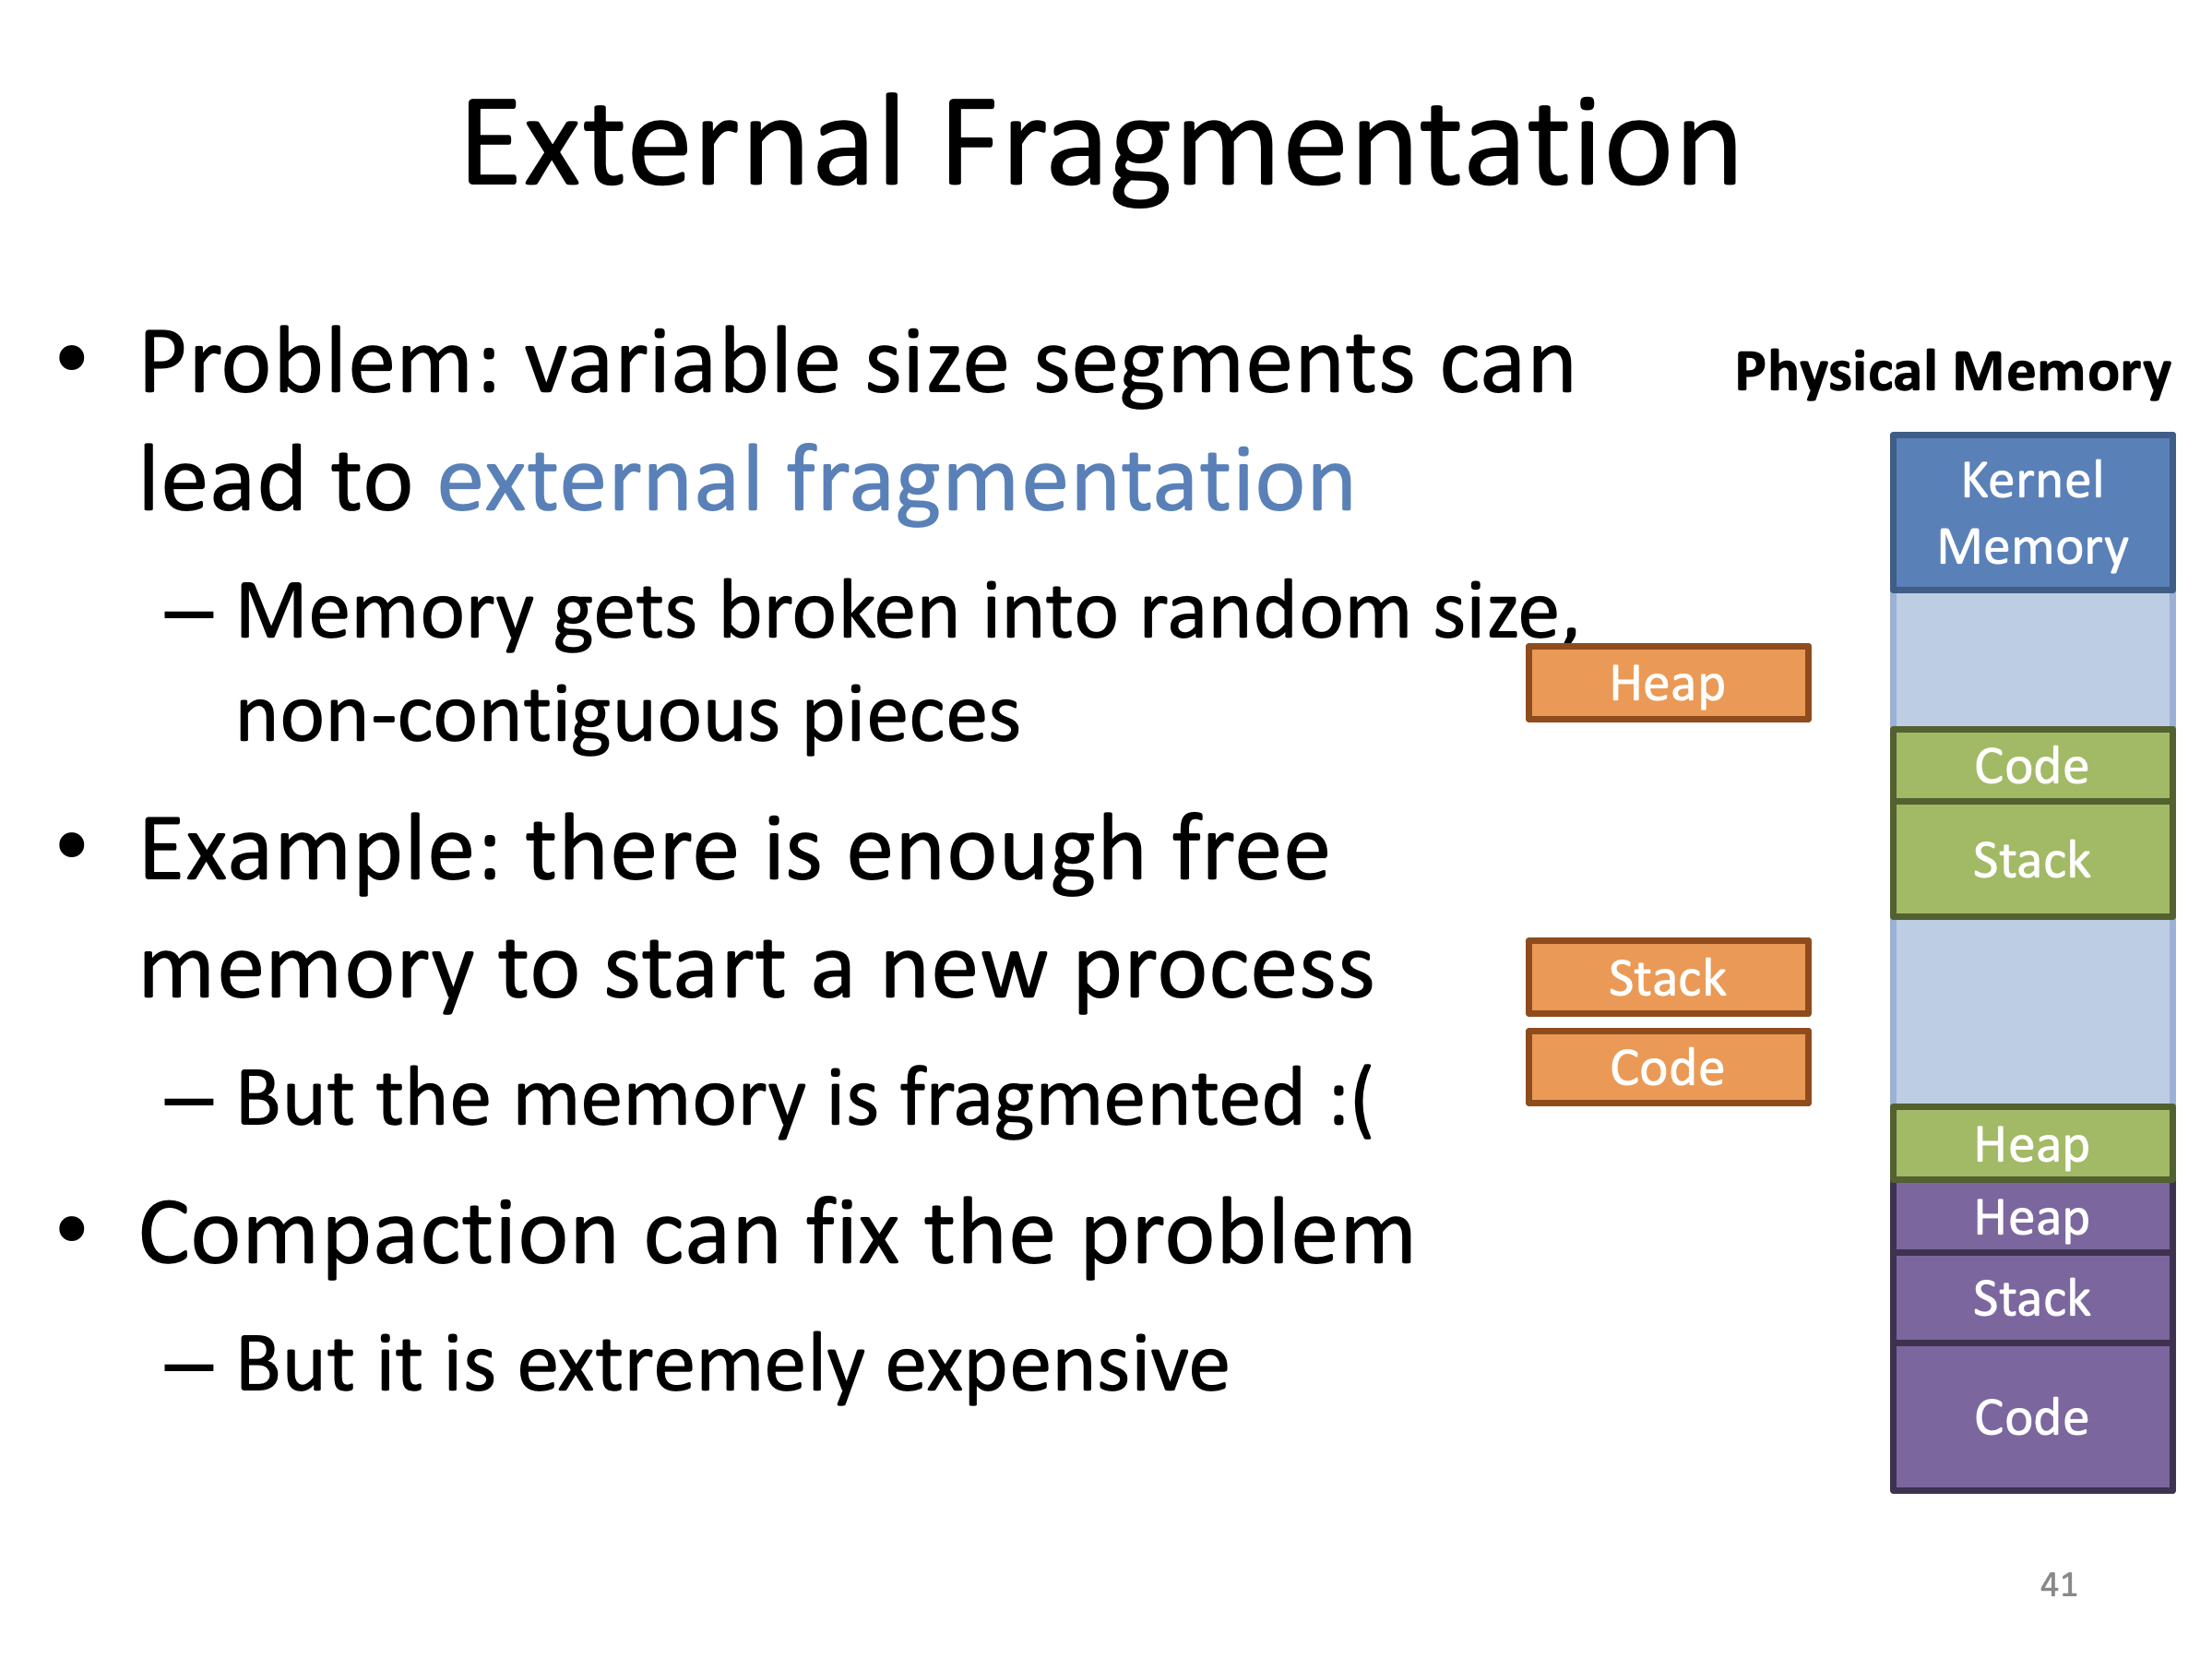 External Fragmentation
• Problem: variable size segments can
lead to external fragmentation
– Memory gets broken into random size,
non-contiguous pieces
• Example: there is enough free
memory to start a new process
– But the memory is fragmented :(
• Compaction can fix the problem
– But it is extremely expensive
Heap
Stack
Code
Physical Memory
Kernel
Memory
Code
Stack
Heap
Heap
Stack
Code
41